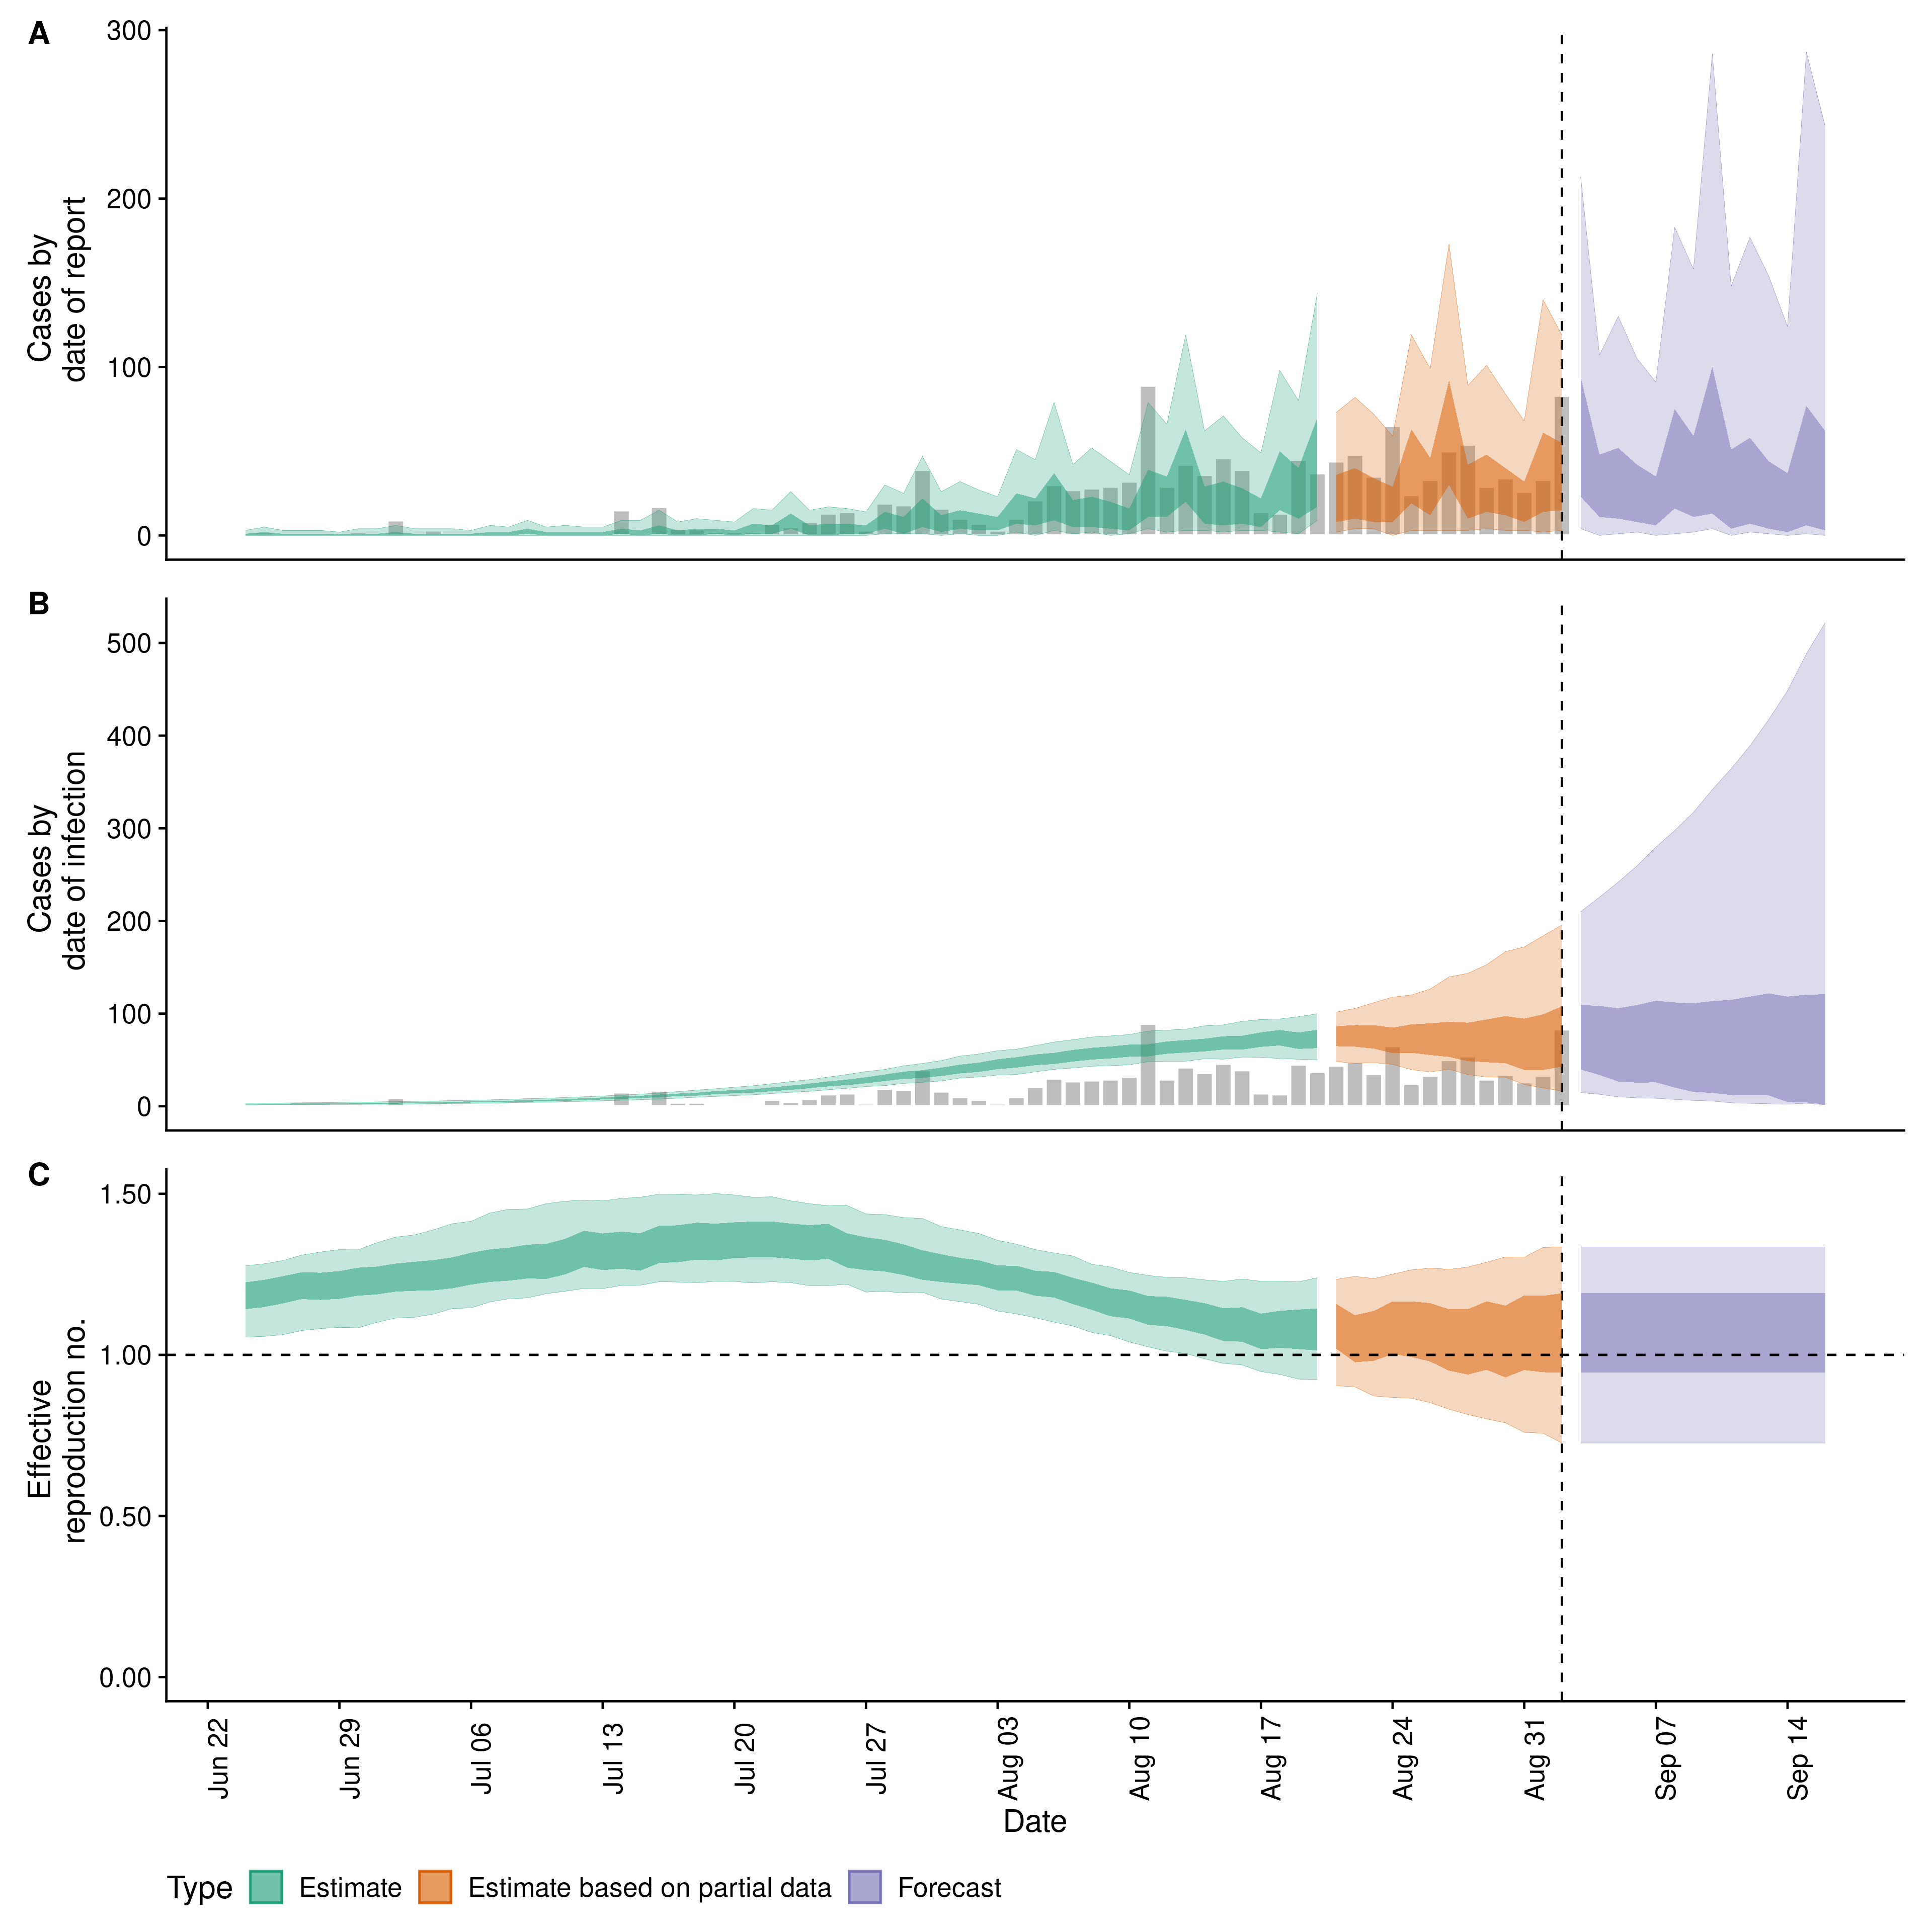 A
300
200
100
0
Cases by
date of report
B
500
400
300
200
100
0
Cases by
date of infection
C
1.50
1.00
0.50
0.00
Effective
reproduction no.
Jun 22
Jun 29
Jul 06
Jul 13
Jul 20
Jul 27
Aug 03
Aug 10
Aug 17
Aug 24
Aug 31
Sep 07
Sep 14
Date
Type Estimate Estimate based on partial data Forecast